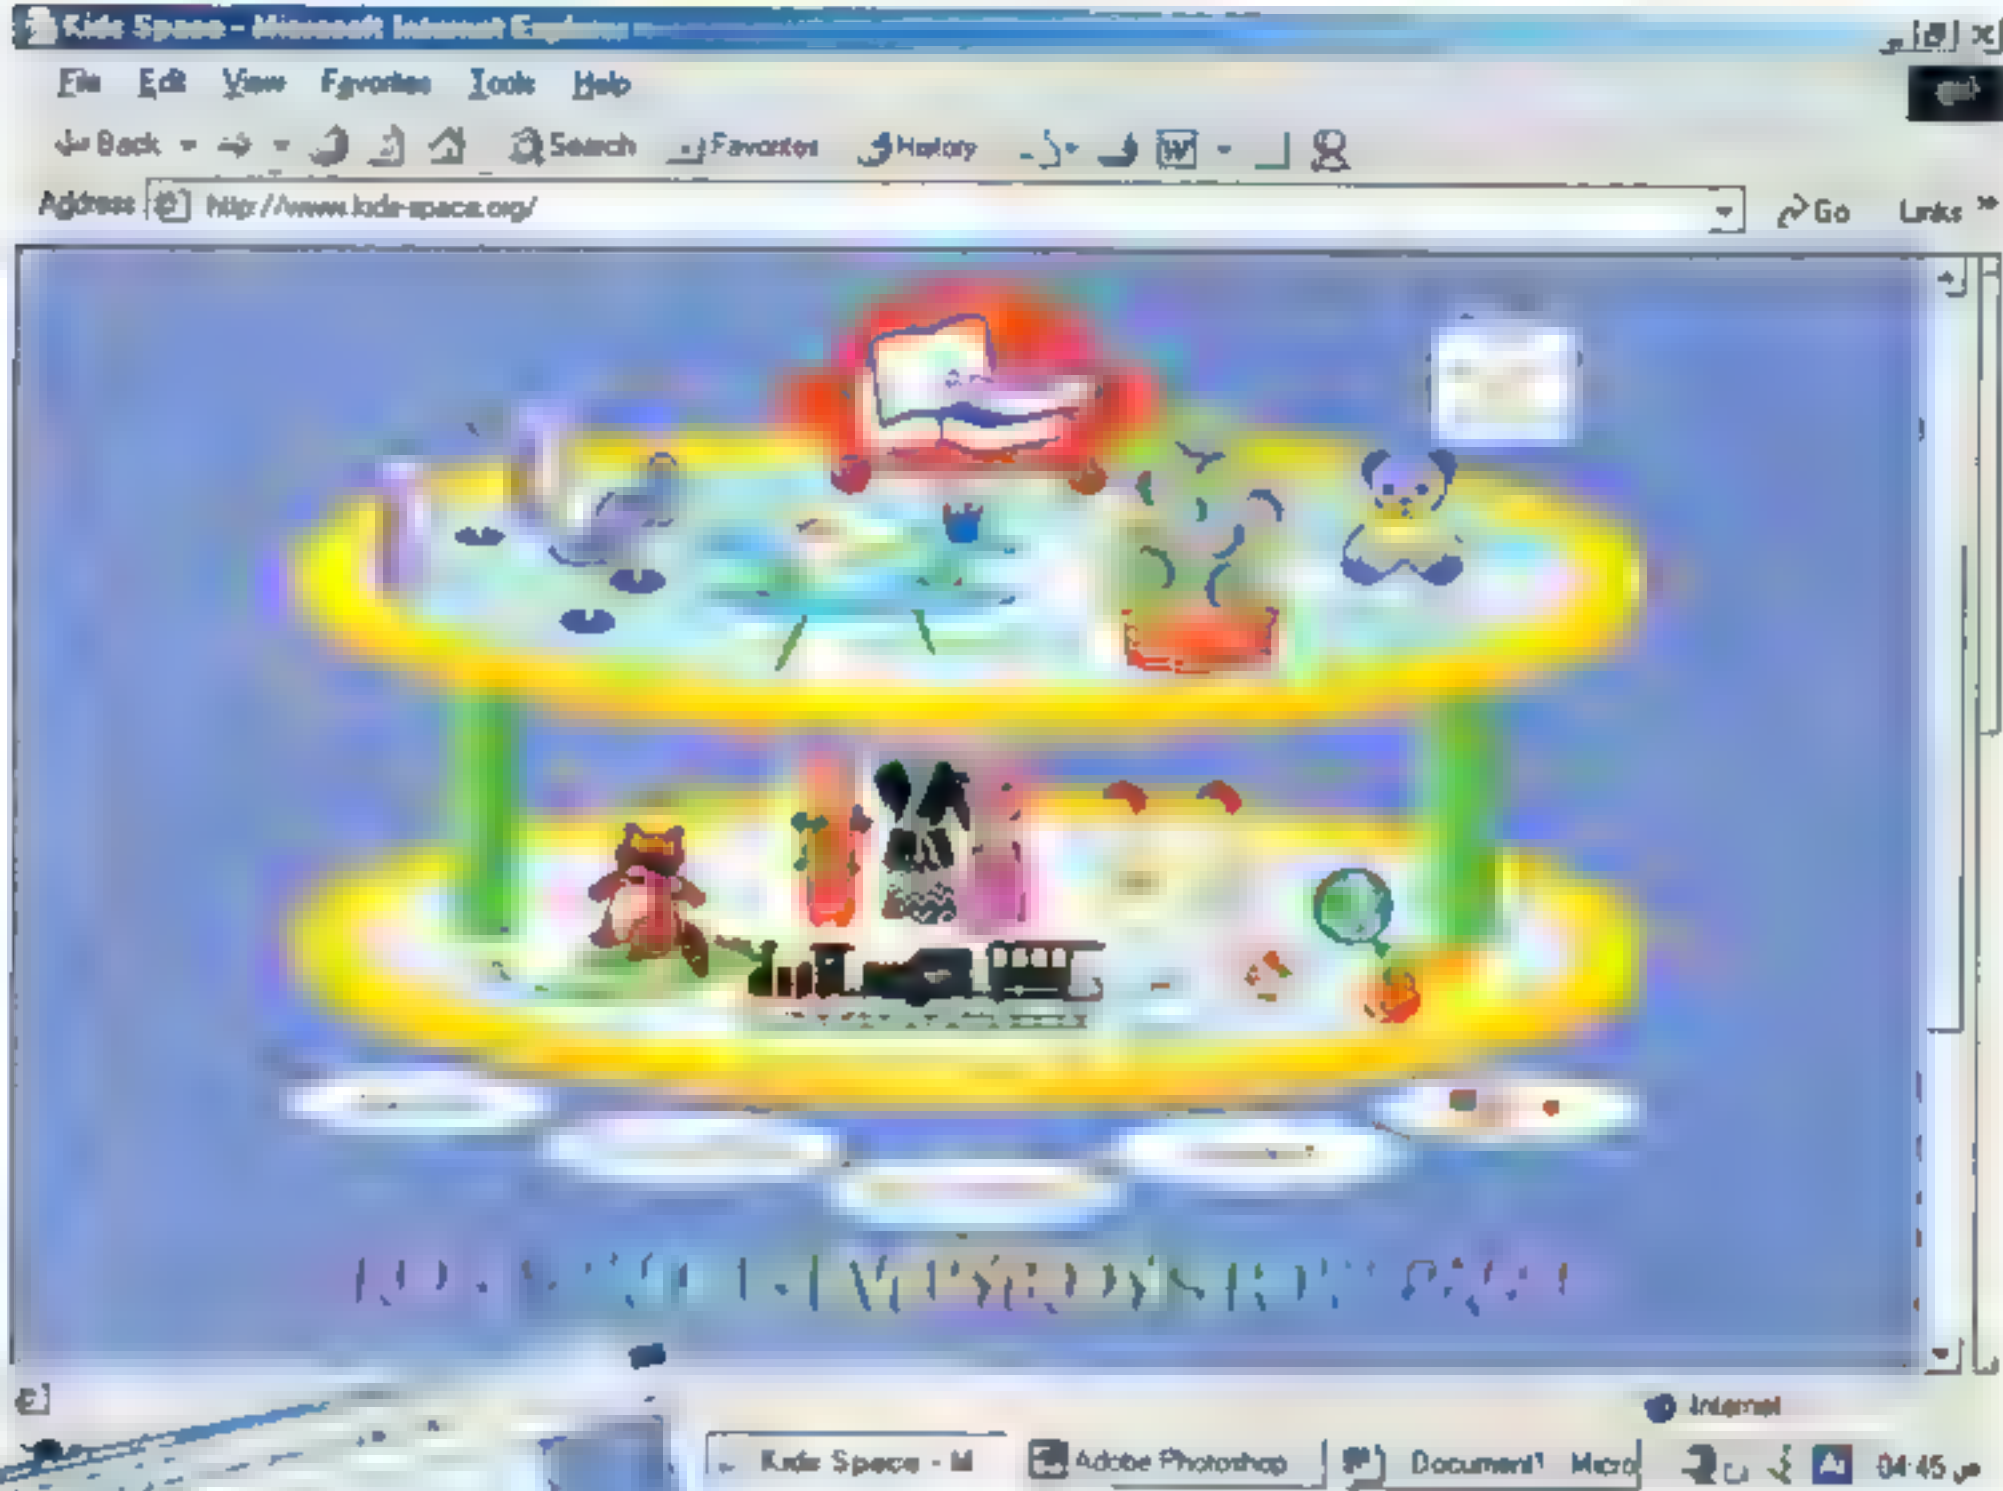 Kids Space - Microsoft Internet Explorer
File Edit View Favorites Tools Help
Back Search Favorites History
Address http://www.kids-space.org/ Go Links »
Internet
Kids Space - M Adobe Photoshop Document1 Micro 04:45 ص